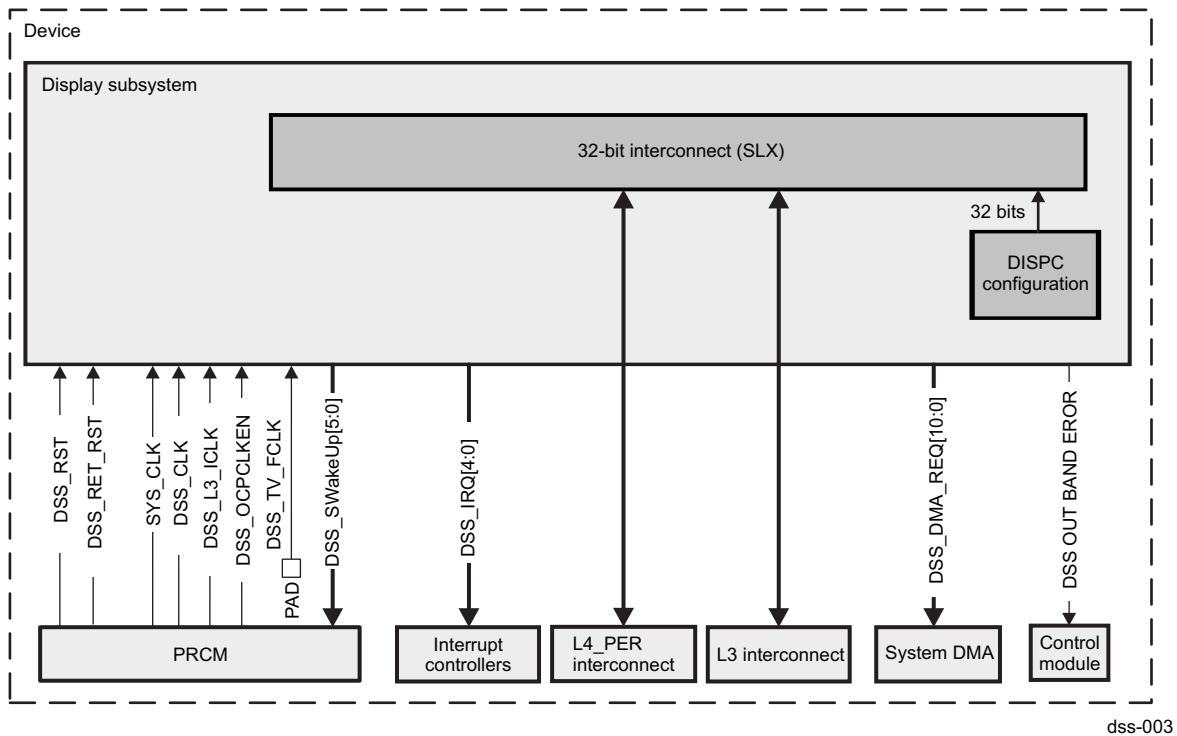 Device
Display subsystem
32-bit interconnect (SLX)
32 bits
DISPC
configuration
DSS_RST
DSS_RET_RST
SYS_CLK
DSS_CLK
DSS_L3_ICLK
DSS_OCPCLKEN
DSS_TV_FCLK
PAD
DSS_SWakeUp[5:0]
DSS_IRQ[4:0]
DSS_DMA_REQ[10:0]
DSS OUT BAND EROR
PRCM
Interrupt
controllers
L4_PER
interconnect
L3 interconnect
System DMA
Control
module
dss-003